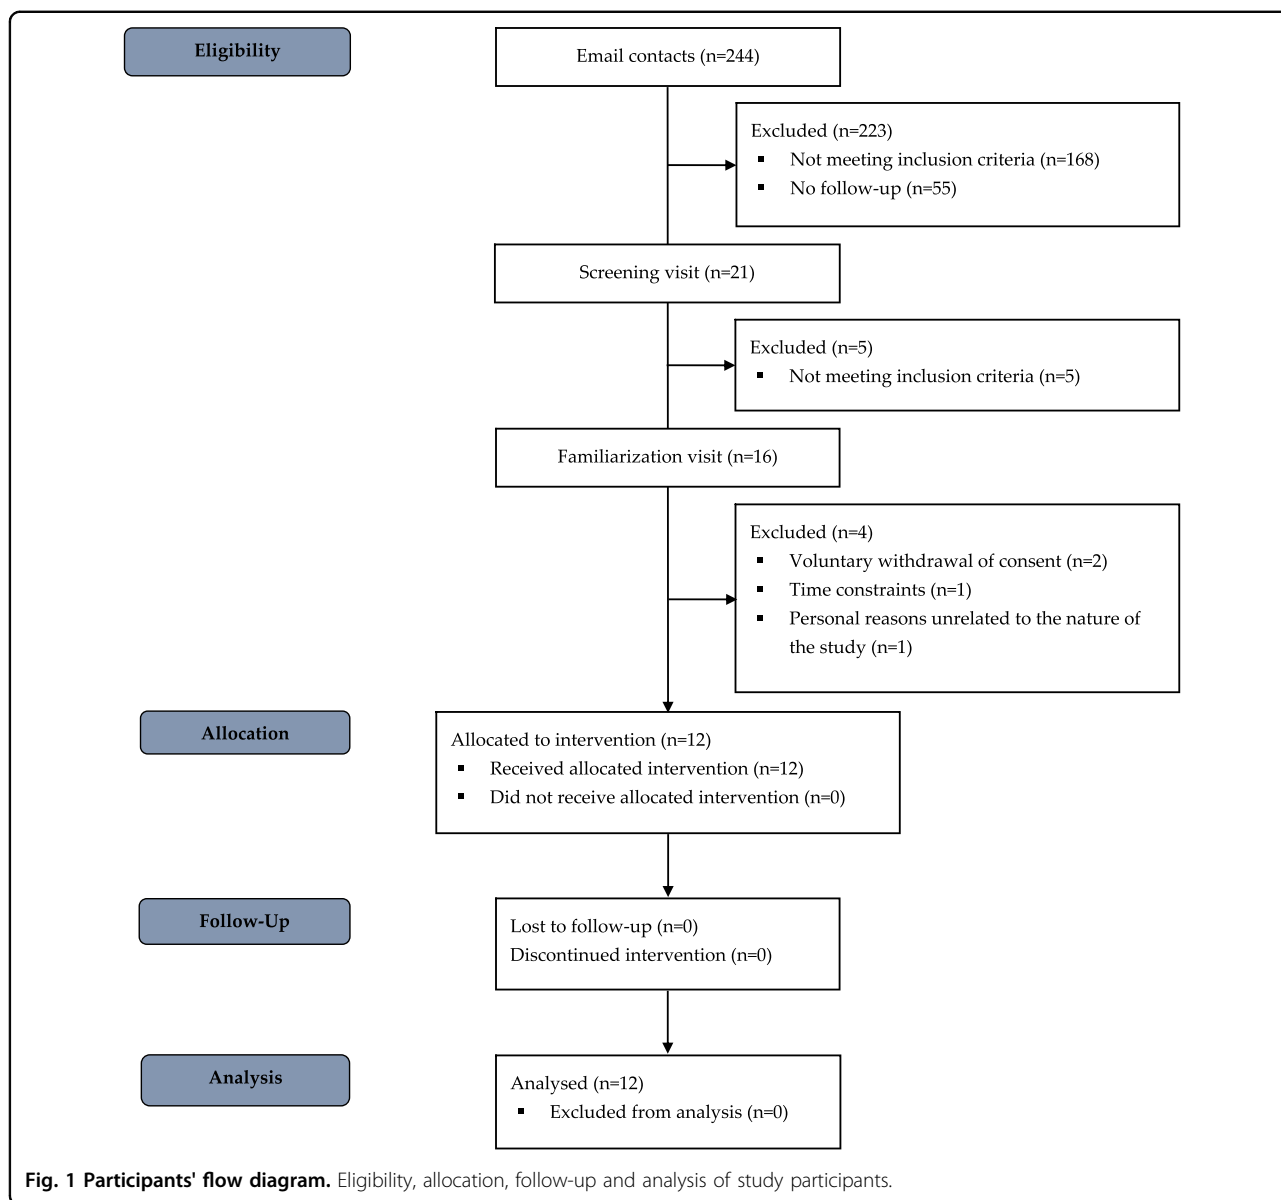 Eligibility
Email contacts (n=244)
Excluded (n=223)
▪ Not meeting inclusion criteria (n=168)
▪ No follow-up (n=55)
Screening visit (n=21)
Excluded (n=5)
▪ Not meeting inclusion criteria (n=5)
Familiarization visit (n=16)
Excluded (n=4)
▪ Voluntary withdrawal of consent (n=2)
▪ Time constraints (n=1)
▪ Personal reasons unrelated to the nature of
the study (n=1)
Allocation
Allocated to intervention (n=12)
▪ Received allocated intervention (n=12)
▪ Did not receive allocated intervention (n=0)
Follow-Up
Lost to follow-up (n=0)
Discontinued intervention (n=0)
Analysis
Analysed (n=12)
▪ Excluded from analysis (n=0)
Fig. 1 Participants' flow diagram. Eligibility, allocation, follow-up and analysis of study participants.